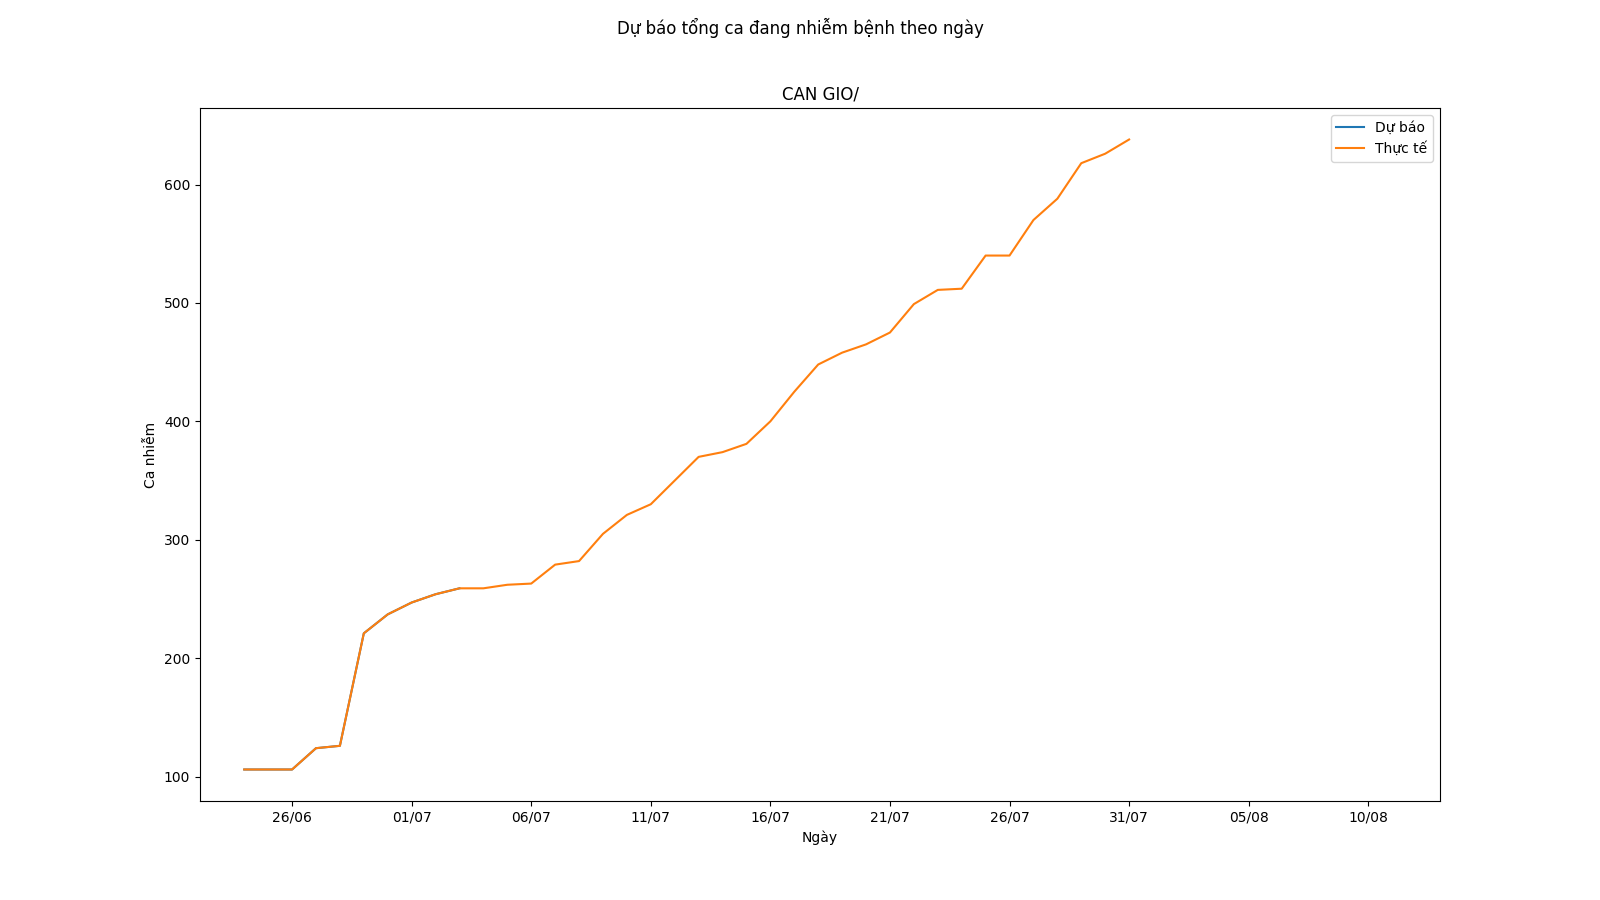 Dự báo tổng ca đang nhiễm bệnh theo ngày
CAN GIO/
Dự báo
Thực tế
600
500
400
300
200
100
Ca nhiễm
26/06
01/07
06/07
11/07
16/07
21/07
26/07
31/07
05/08
10/08
Ngày